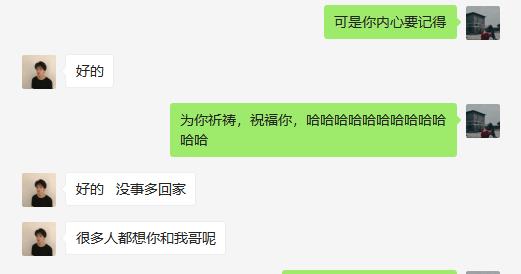 可是你内心要记得
好的
为你祈祷，祝福你，哈哈哈哈哈哈哈哈哈哈
哈哈
好的   没事多回家
很多人都想你和我哥呢